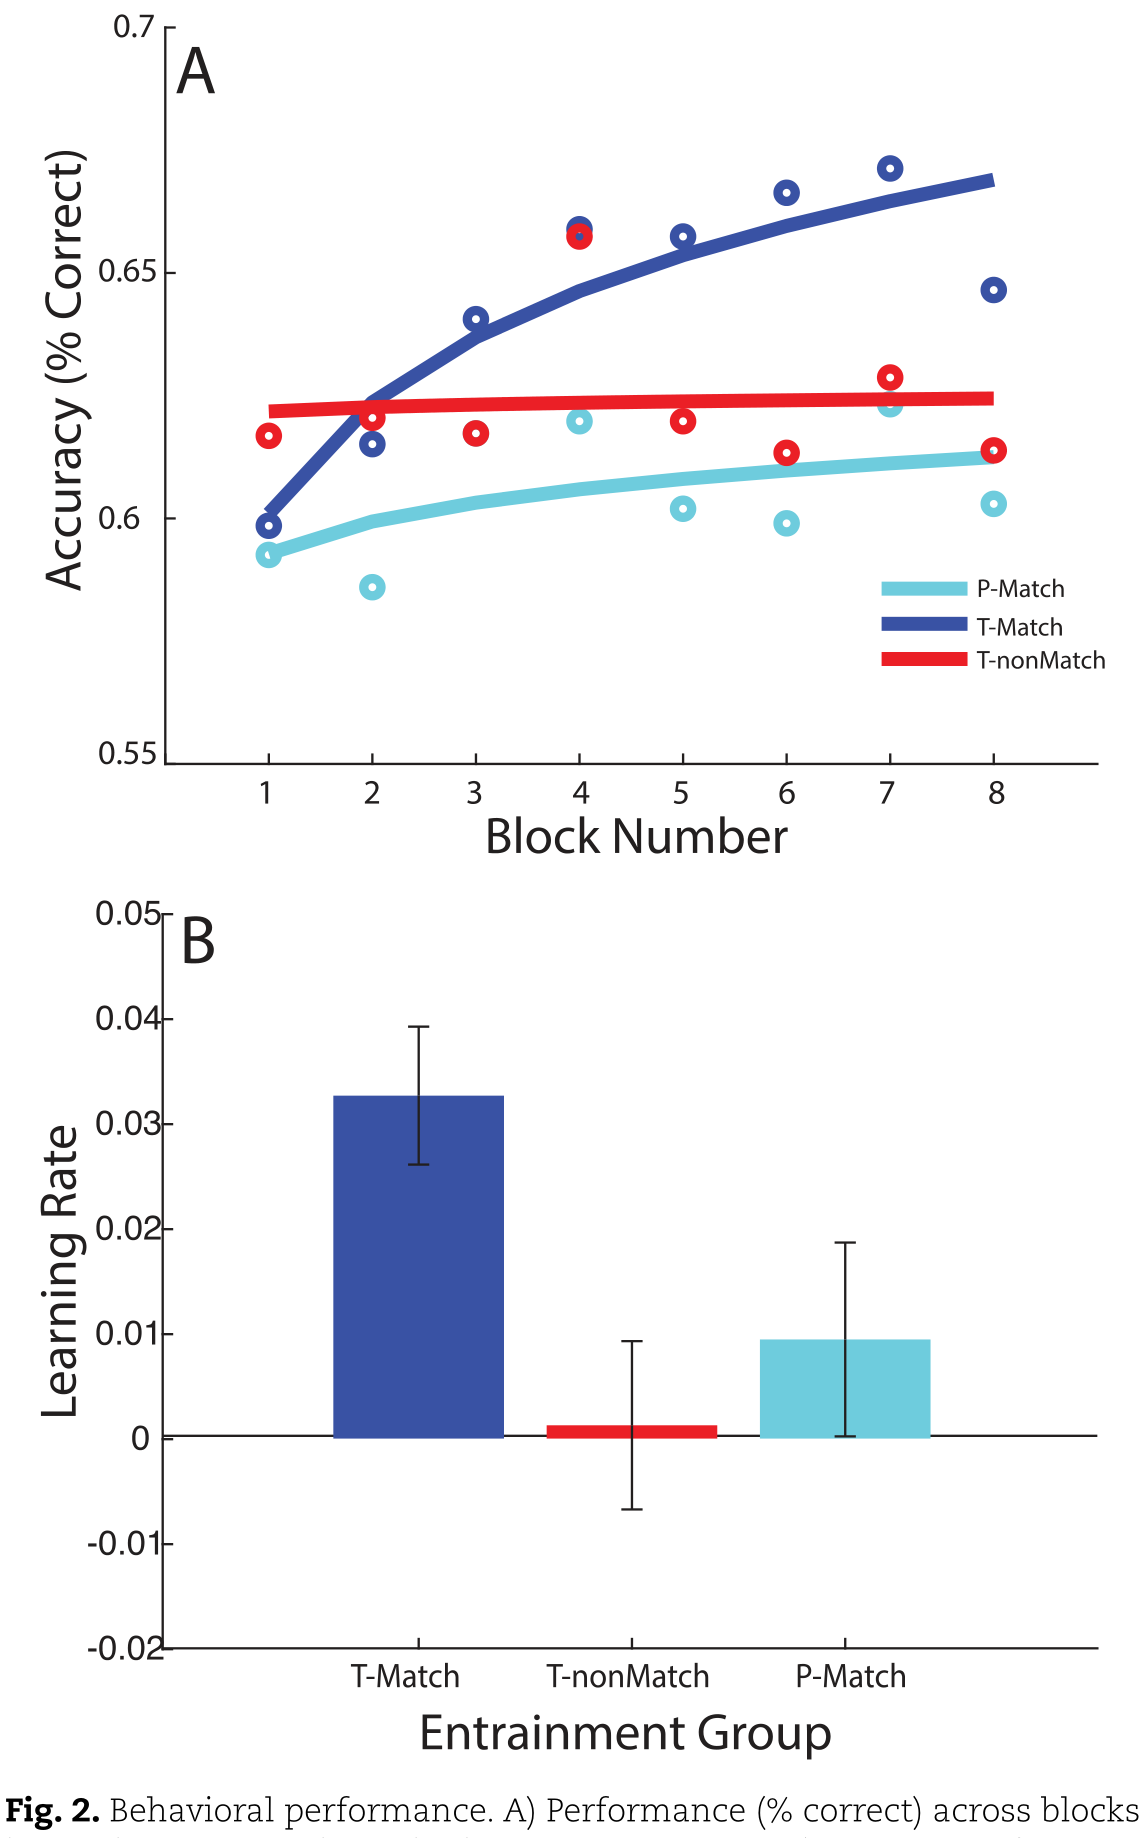 0.7
A
0.65
0.6
0.55
Accuracy (% Correct)
P-Match
T-Match
T-nonMatch
1 2 3 4 5 6 7 8
Block Number
0.05
B
0.04
0.03
0.02
0.01
0
-0.01
-0.02
Learning Rate
T-Match T-nonMatch P-Match
Entrainment Group
Fig. 2. Behavioral performance. A) Performance (% correct) across blocks